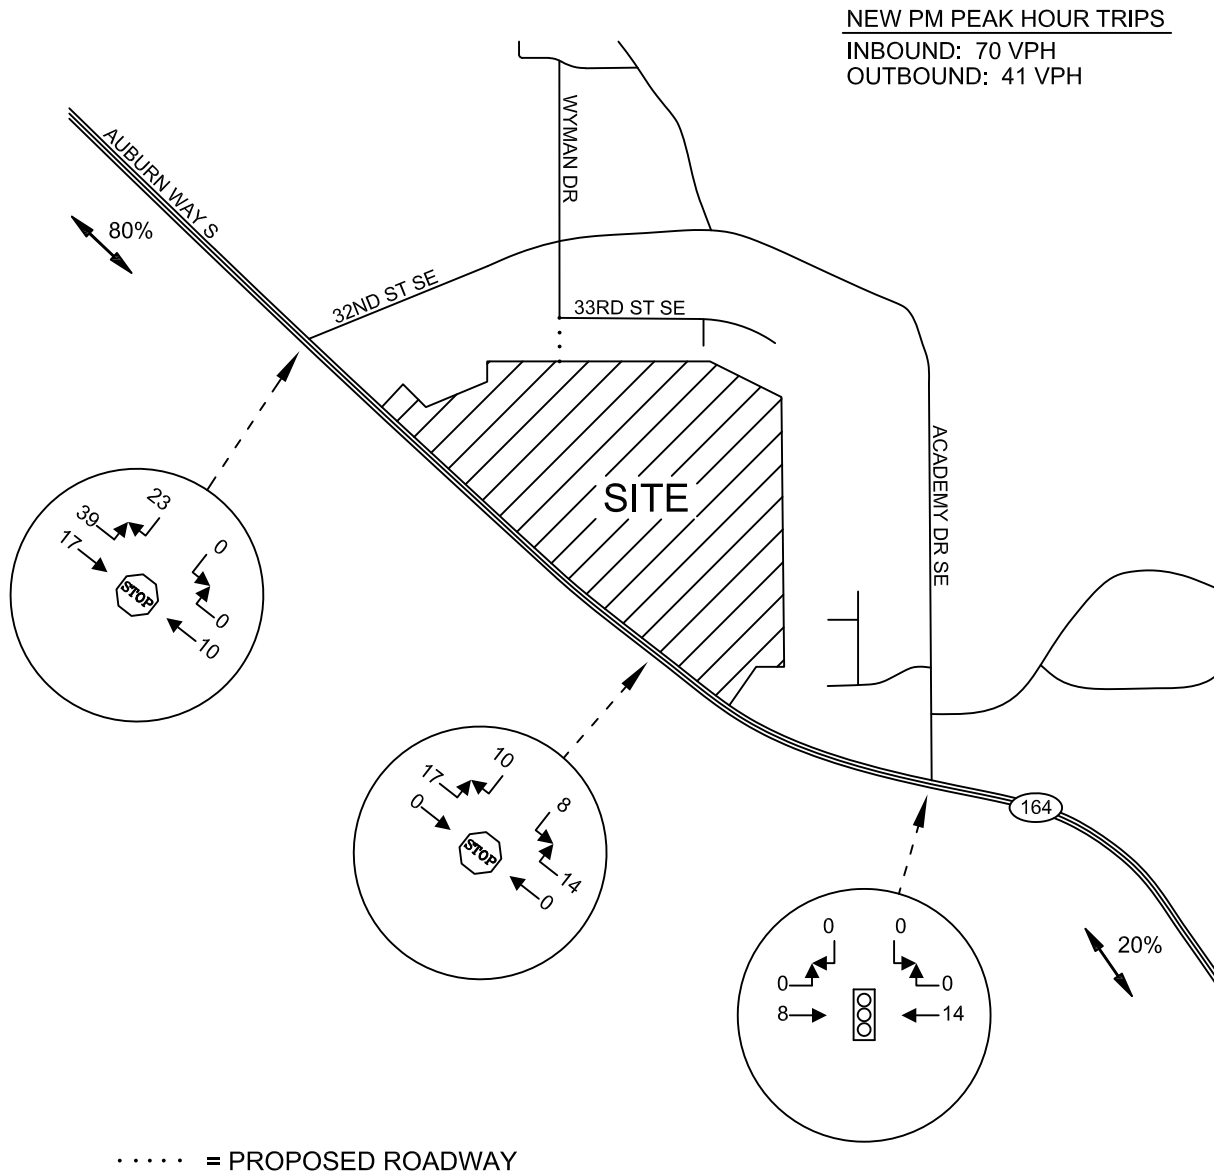 NEW PM PEAK HOUR TRIPS
INBOUND: 70 VPH
OUTBOUND: 41 VPH
WYMAN DR
AUBURN WAY S
80%
32ND ST SE
33RD ST SE
ACADEMY DR SE
SITE
39
23
17
0
STOP
0
10
17
10
0
8
STOP
14
0
164
20%
0
0
0
0
8
14
..... = PROPOSED ROADWAY